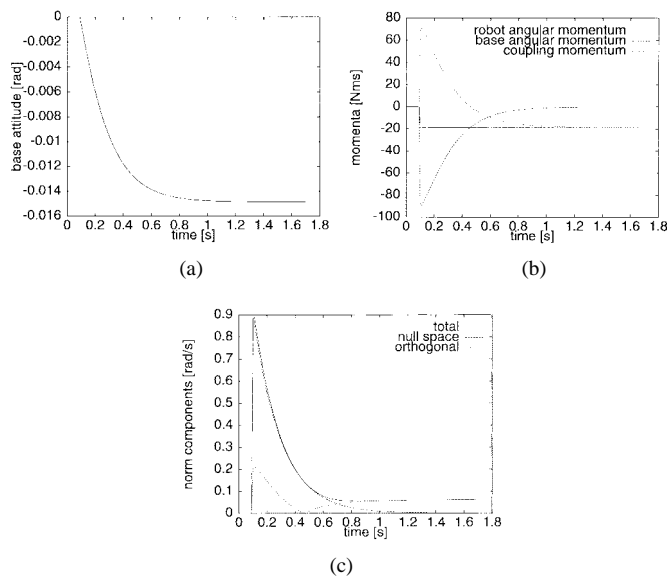 0
-0.002
-0.004
-0.006
-0.008
-0.01
-0.012
-0.014
-0.016
base attitude [rad]
0 0.2 0.4 0.6 0.8 1 1.2 1.4 1.6 1.8
time [s]
(a)
80
60
40
20
0
-20
-40
-60
-80
-100
momenta [Nms]
robot angular momentum
base angular momentum
coupling momentum
0 0.2 0.4 0.6 0.8 1 1.2 1.4 1.6 1.8
time [s]
(b)
0.9
0.8
0.7
0.6
0.5
0.4
0.3
0.2
0.1
0
norm components [rad/s]
total
null space
orthogonal
0 0.2 0.4 0.6 0.8 1 1.2 1.4 1.6 1.8
time [s]
(c)